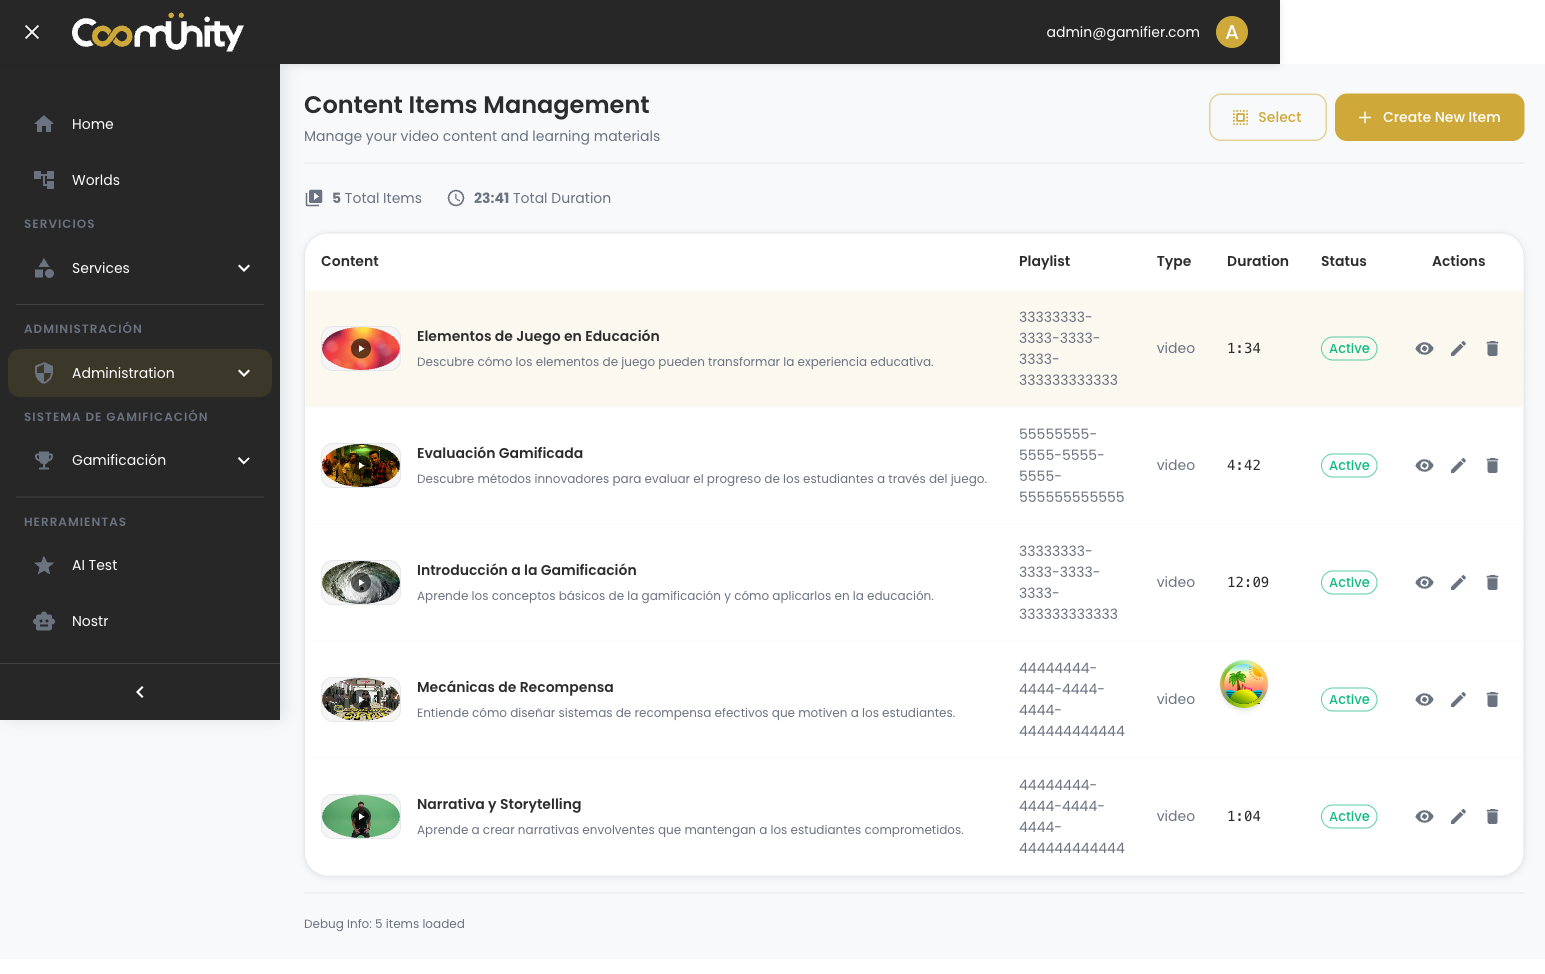 Coomünity
admin@gamifier.com
A
Home
Worlds
SERVICIOS
Services
ADMINISTRACIÓN
Administration
SISTEMA DE GAMIFICACIÓN
Gamificación
HERRAMIENTAS
AI Test
Nostr
Content Items Management
Manage your video content and learning materials
Select
Create New Item
5 Total Items
23:41 Total Duration
Content Playlist Type Duration Status Actions
Elementos de Juego en Educación
Descubre cómo los elementos de juego pueden transformar la experiencia educativa.
33333333-
3333-3333-
3333-
333333333333
video
1:34
Active
Evaluación Gamificada
Descubre métodos innovadores para evaluar el progreso de los estudiantes a través del juego.
55555555-
5555-5555-
5555-
555555555555
video
4:42
Active
Introducción a la Gamificación
Aprende los conceptos básicos de la gamificación y cómo aplicarlos en la educación.
33333333-
3333-3333-
3333-
333333333333
video
12:09
Active
Mecánicas de Recompensa
Entiende cómo diseñar sistemas de recompensa efectivos que motiven a los estudiantes.
44444444-
4444-4444-
4444-
444444444444
video
Active
Narrativa y Storytelling
Aprende a crear narrativas envolventes que mantengan a los estudiantes comprometidos.
44444444-
4444-4444-
4444-
444444444444
video
1:04
Active
Debug info: 5 items loaded